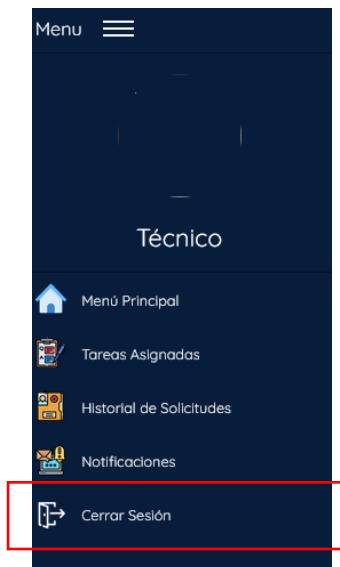 Menu
Técnico
Menú Principal
Tareas Asignadas
Historial de Solicitudes
Notificaciones
Cerrar Sesión